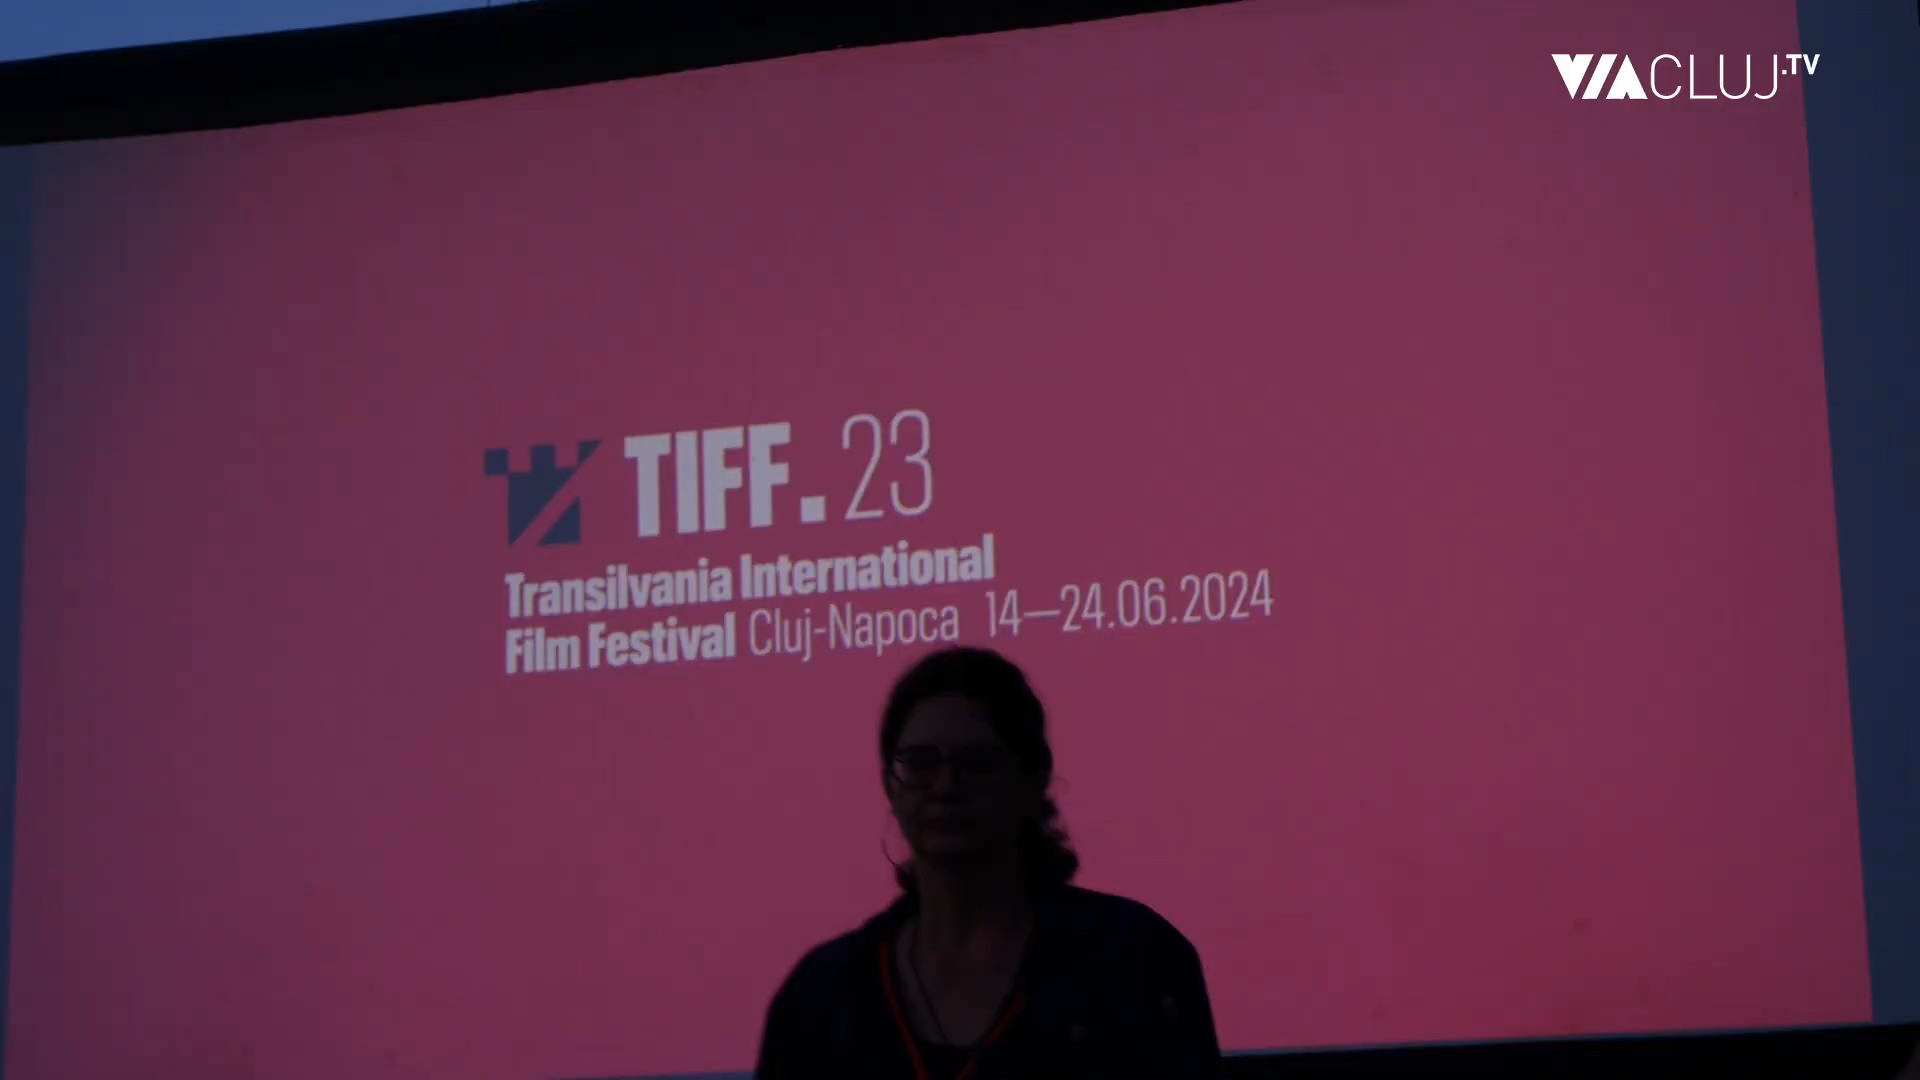 VIACLUJ.TV
TIFF.23
Transilvania International
Film Festival Cluj-Napoca 14—24.06.2024